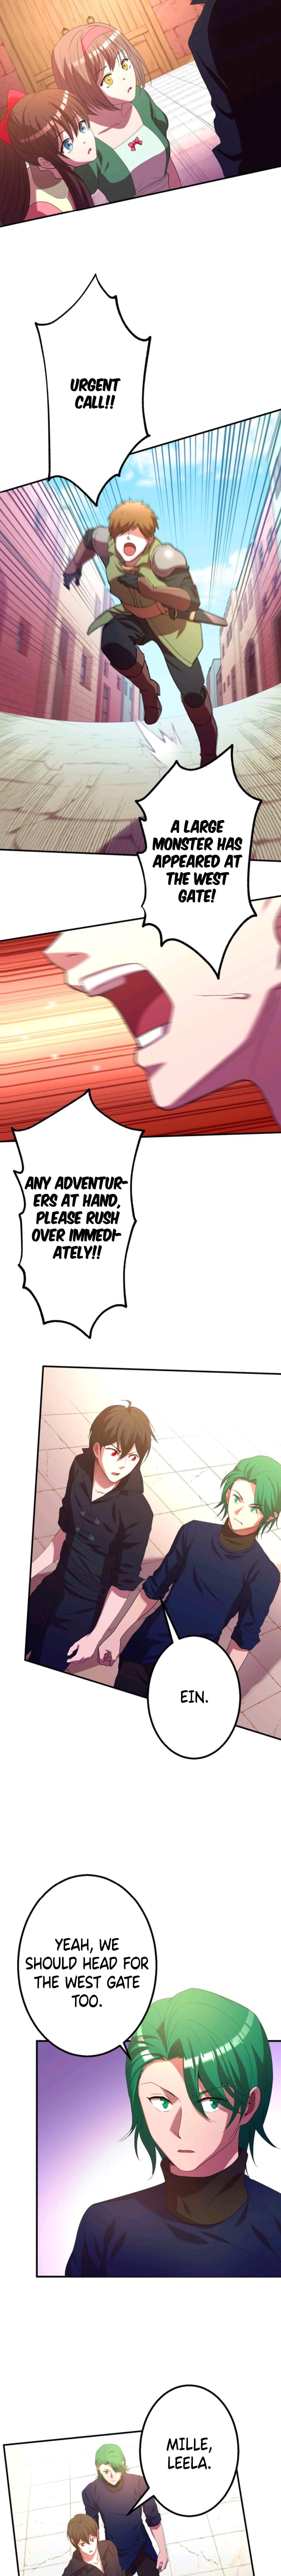 URGENT
CALL!!
A LARGE
MONSTER HAS
APPEARED AT
THE WEST
GATE!
ANY ADVENTUR-
ERS AT HAND,
PLEASE RUSH
OVER IMMEDI-
ATELY!!
EIN.
YEAH, WE
SHOULD HEAD FOR
THE WEST GATE
TOO.
MILLE,
LEELA.